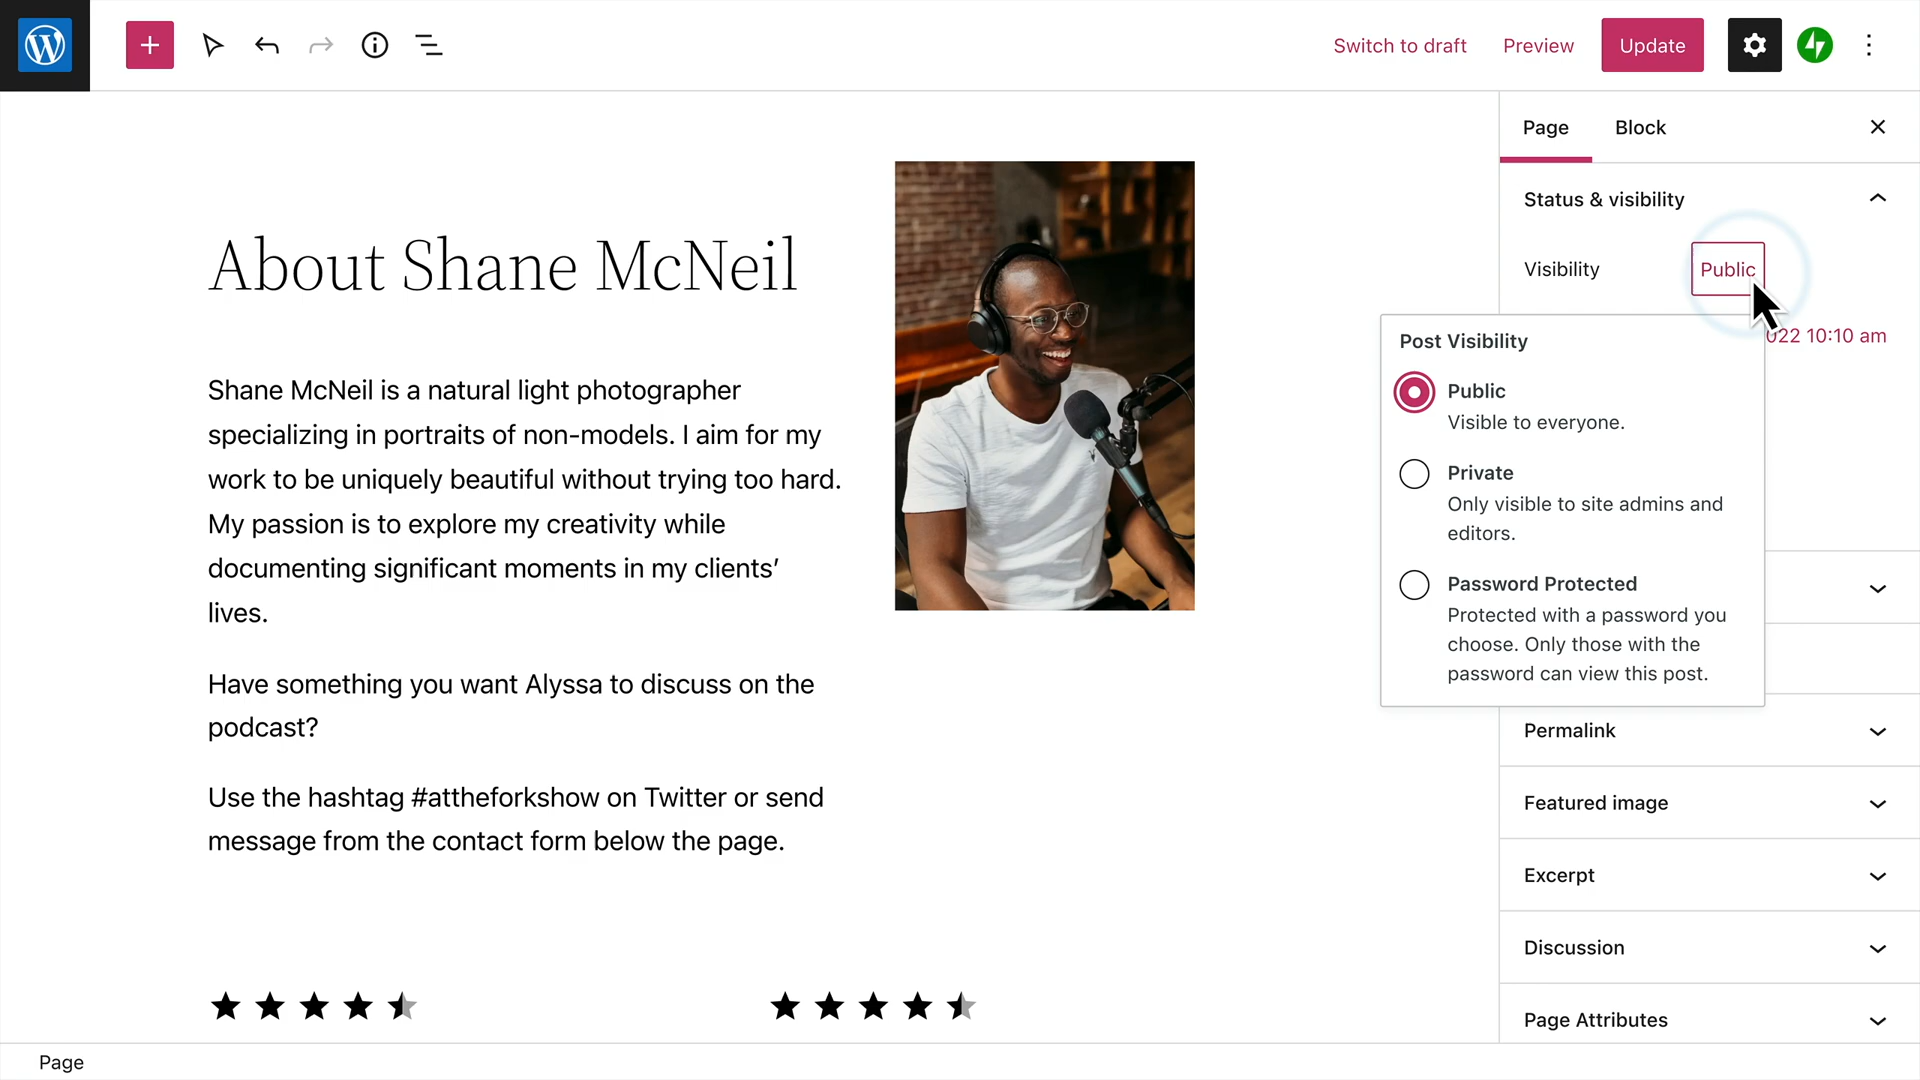 Switch to draft
Preview
Update
Page
Block
Status & visibility
Visibility
Public
022 10:10 am
About Shane McNeil
Shane McNeil is a natural light photographer
specializing in portraits of non-models. I aim for my
work to be uniquely beautiful without trying too hard.
My passion is to explore my creativity while
documenting significant moments in my clients’
lives.
Have something you want Alyssa to discuss on the
podcast?
Use the hashtag #attheforkshow on Twitter or send
message from the contact form below the page.
Post Visibility
Public
Visible to everyone.
Private
Only visible to site admins and
editors.
Password Protected
Protected with a password you
choose. Only those with the
password can view this post.
Permalink
Featured image
Excerpt
Discussion
Page Attributes
Page